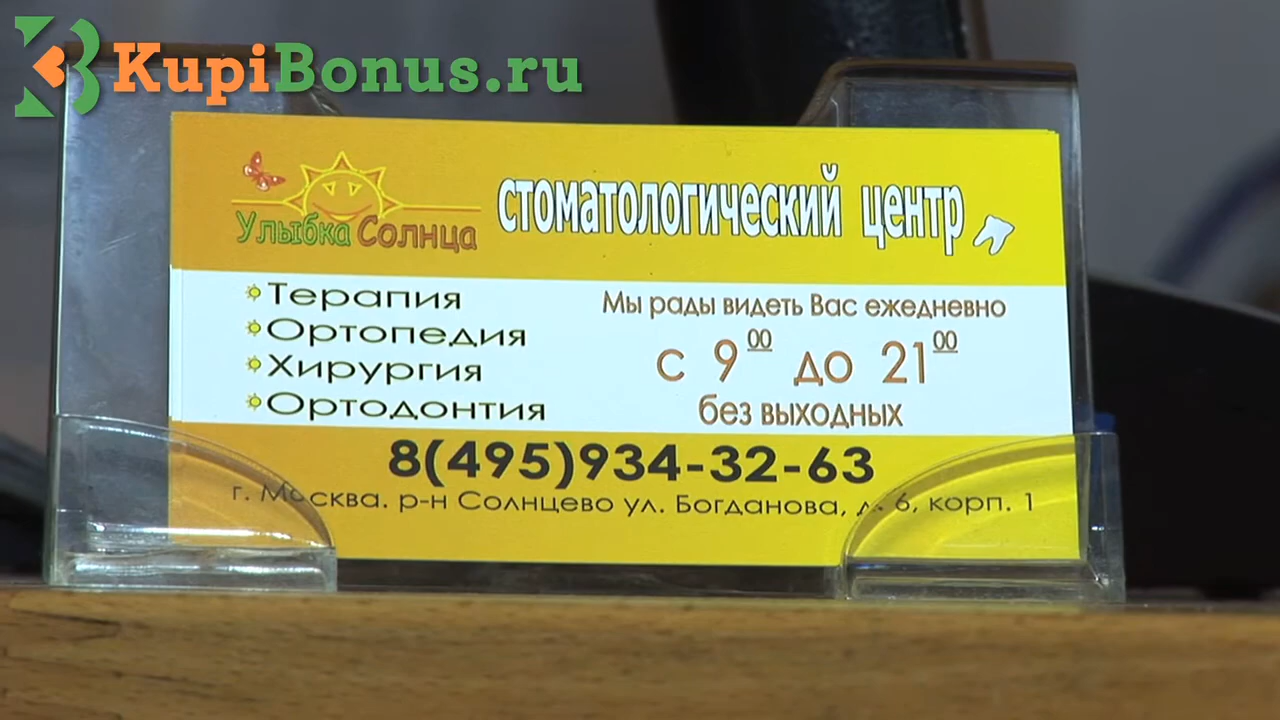 KupiBonus.ru
Улыбка Солнца
стоматологический центр
Терапия
Ортопедия
Хирургия
Ортодонтия
Мы рады видеть Вас ежедневно
с 9 00 до 21 00
без выходных
8(495)934-32-63
г. Москва. р-н Солнцево ул. Богданова, д. 6, корп. 1